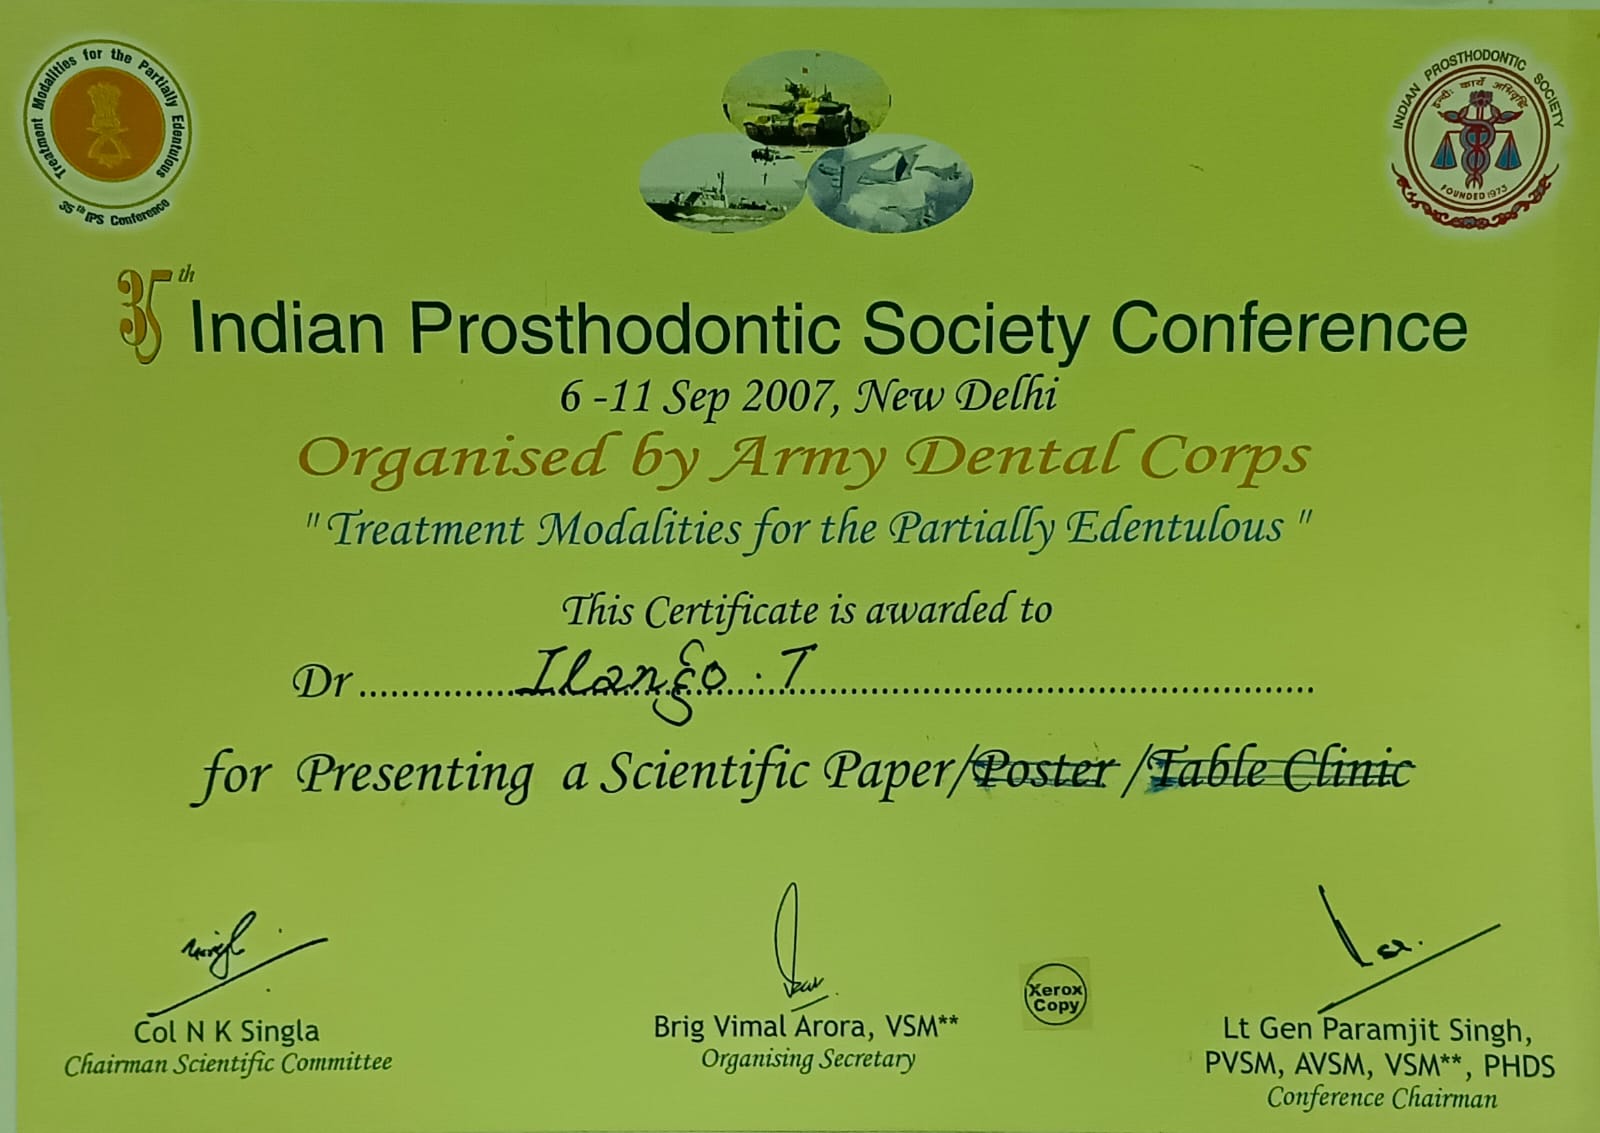 Treatment Modalities for the Partially Edentulous
35th IPS Conference
INDIAN PROSTHODONTIC SOCIETY
FOUNDED 1973
35th Indian Prosthodontic Society Conference
6 -11 Sep 2007, New Delhi
Organised by Army Dental Corps
"Treatment Modalities for the Partially Edentulous "
This Certificate is awarded to
Dr Ilango . T
for Presenting a Scientific Paper/Poster /Table Clinic
Col N K Singla
Chairman Scientific Committee
Brig Vimal Arora, VSM**
Organising Secretary
Xerox
Copy
Lt Gen Paramjit Singh,
PVSM, AVSM, VSM**, PHDS
Conference Chairman